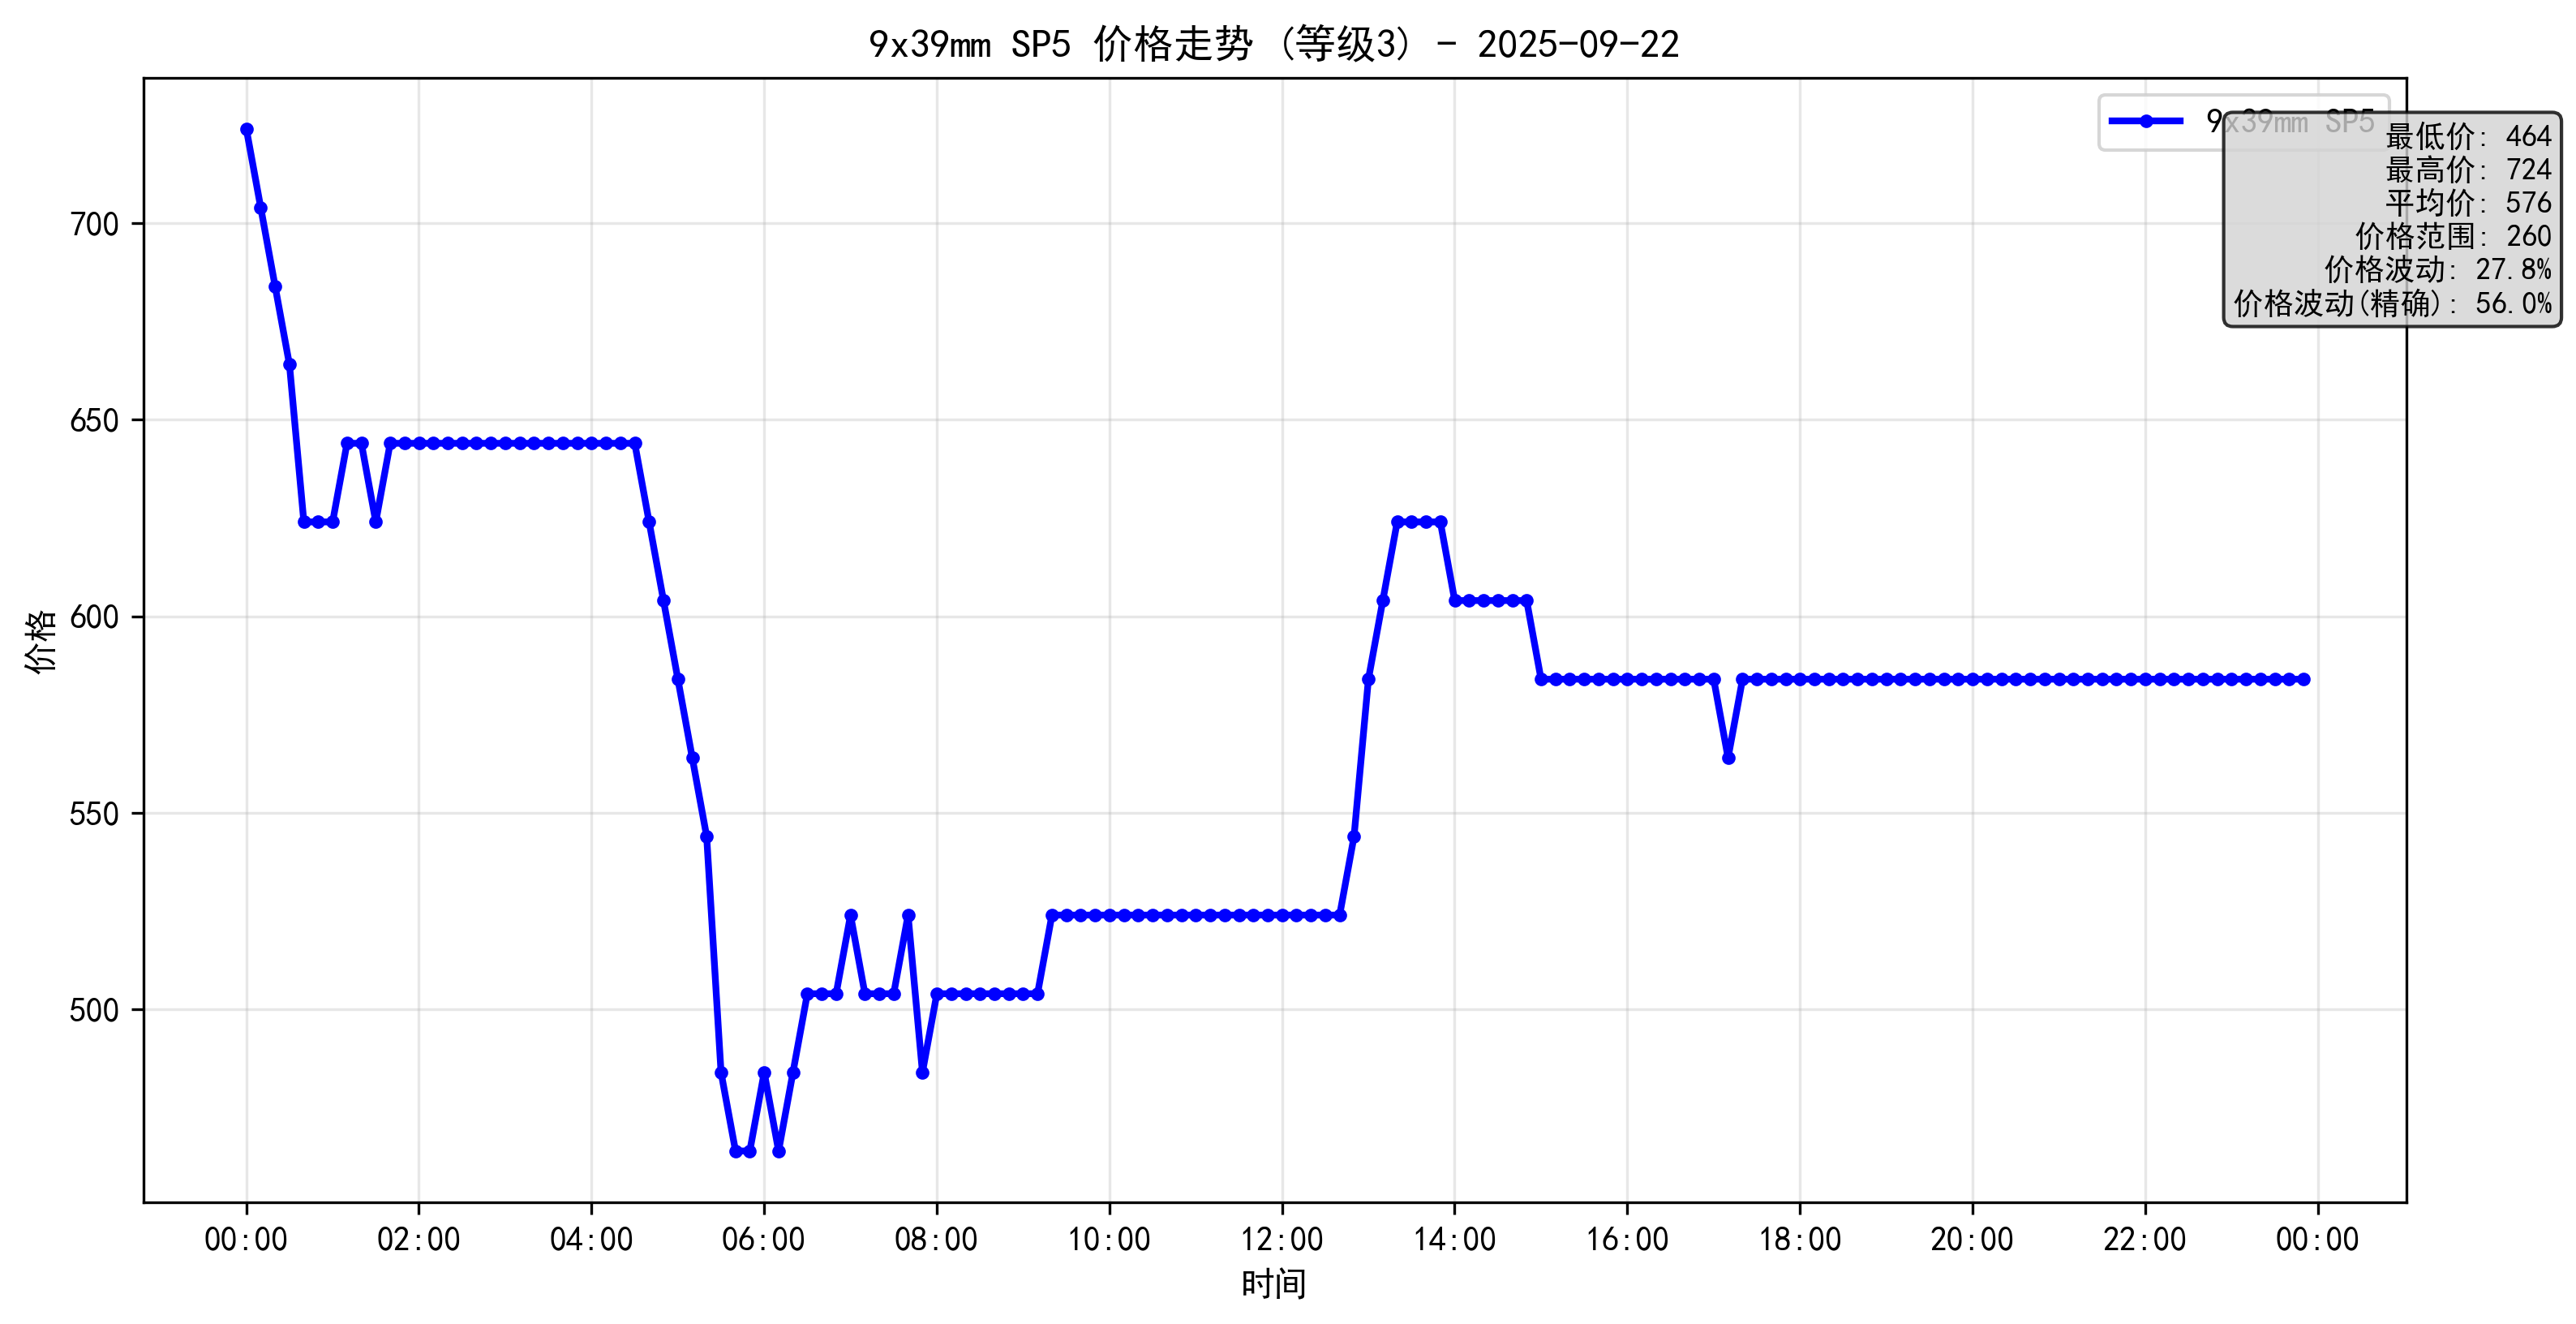 9x39mm SP5 价格走势 (等级3) - 2025-09-22
9x39mm SP5
最低价: 464
最高价: 724
平均价: 576
价格范围: 260
价格波动: 27.8%
价格波动(精确): 56.0%
价格
700
650
600
550
500
00:00 02:00 04:00 06:00 08:00 10:00 12:00 14:00 16:00 18:00 20:00 22:00 00:00
时间